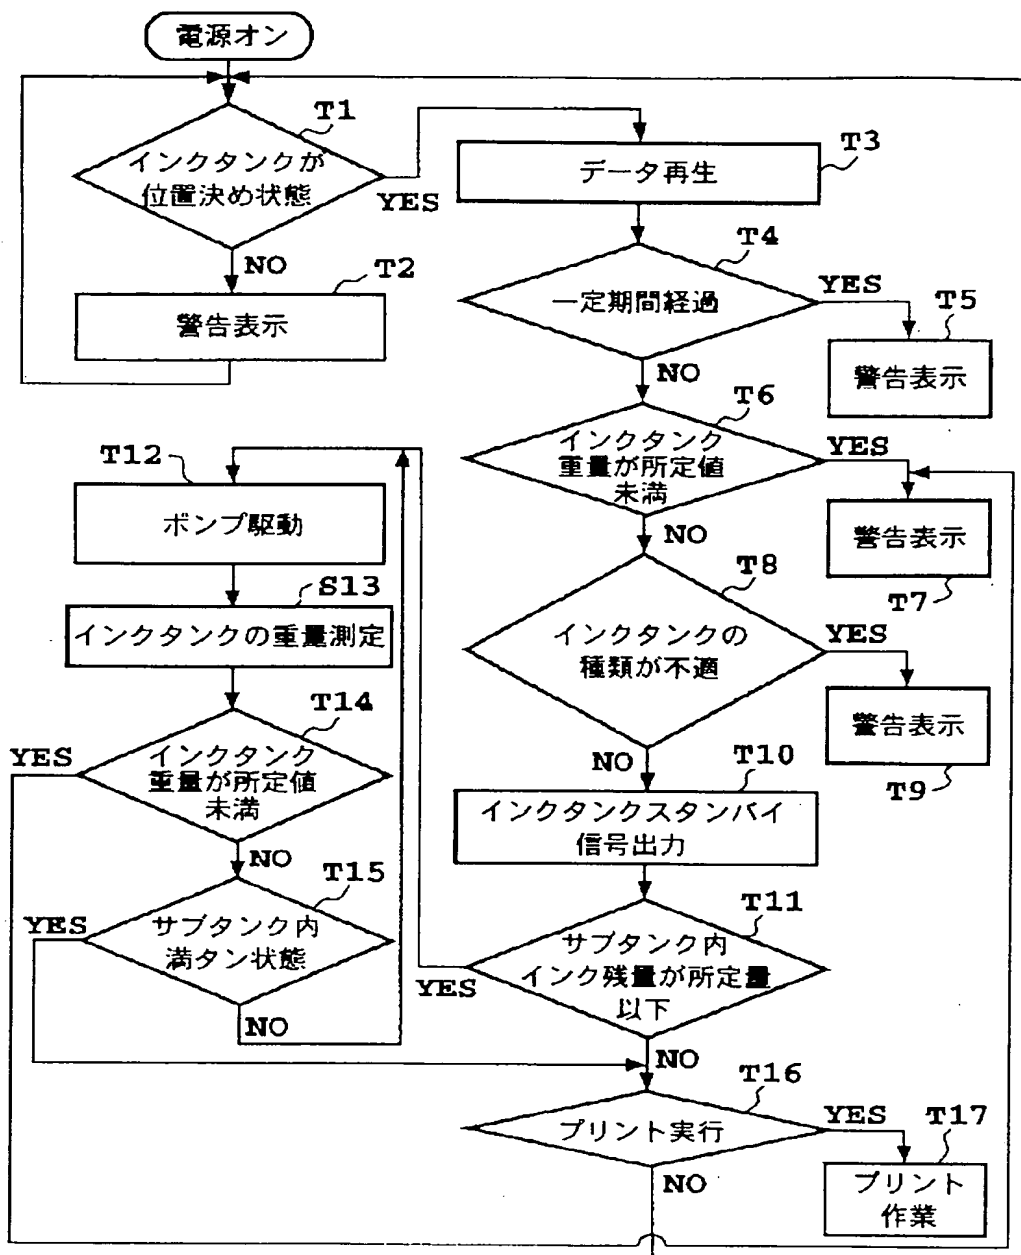 電源オン
T1
インクタンクが
位置決め状態
YES
NO
T2
警告表示
T3
データ再生
T4
一定期間経過
YES
NO
T5
警告表示
T6
インクタンク
重量が所定値
未満
YES
NO
警告表示
T7
T8
インクタンクの
種類が不適
YES
NO
警告表示
T9
T10
インクタンクスタンバイ
信号出力
T11
サブタンク内
インク残量が所定量
以下
YES
NO
T12
ポンプ駆動
S13
インクタンクの重量測定
T14
インクタンク
重量が所定値
未満
YES
NO
T15
サブタンク内
満タン状態
YES
NO
T16
プリント実行
YES
NO
T17
プリント
作業